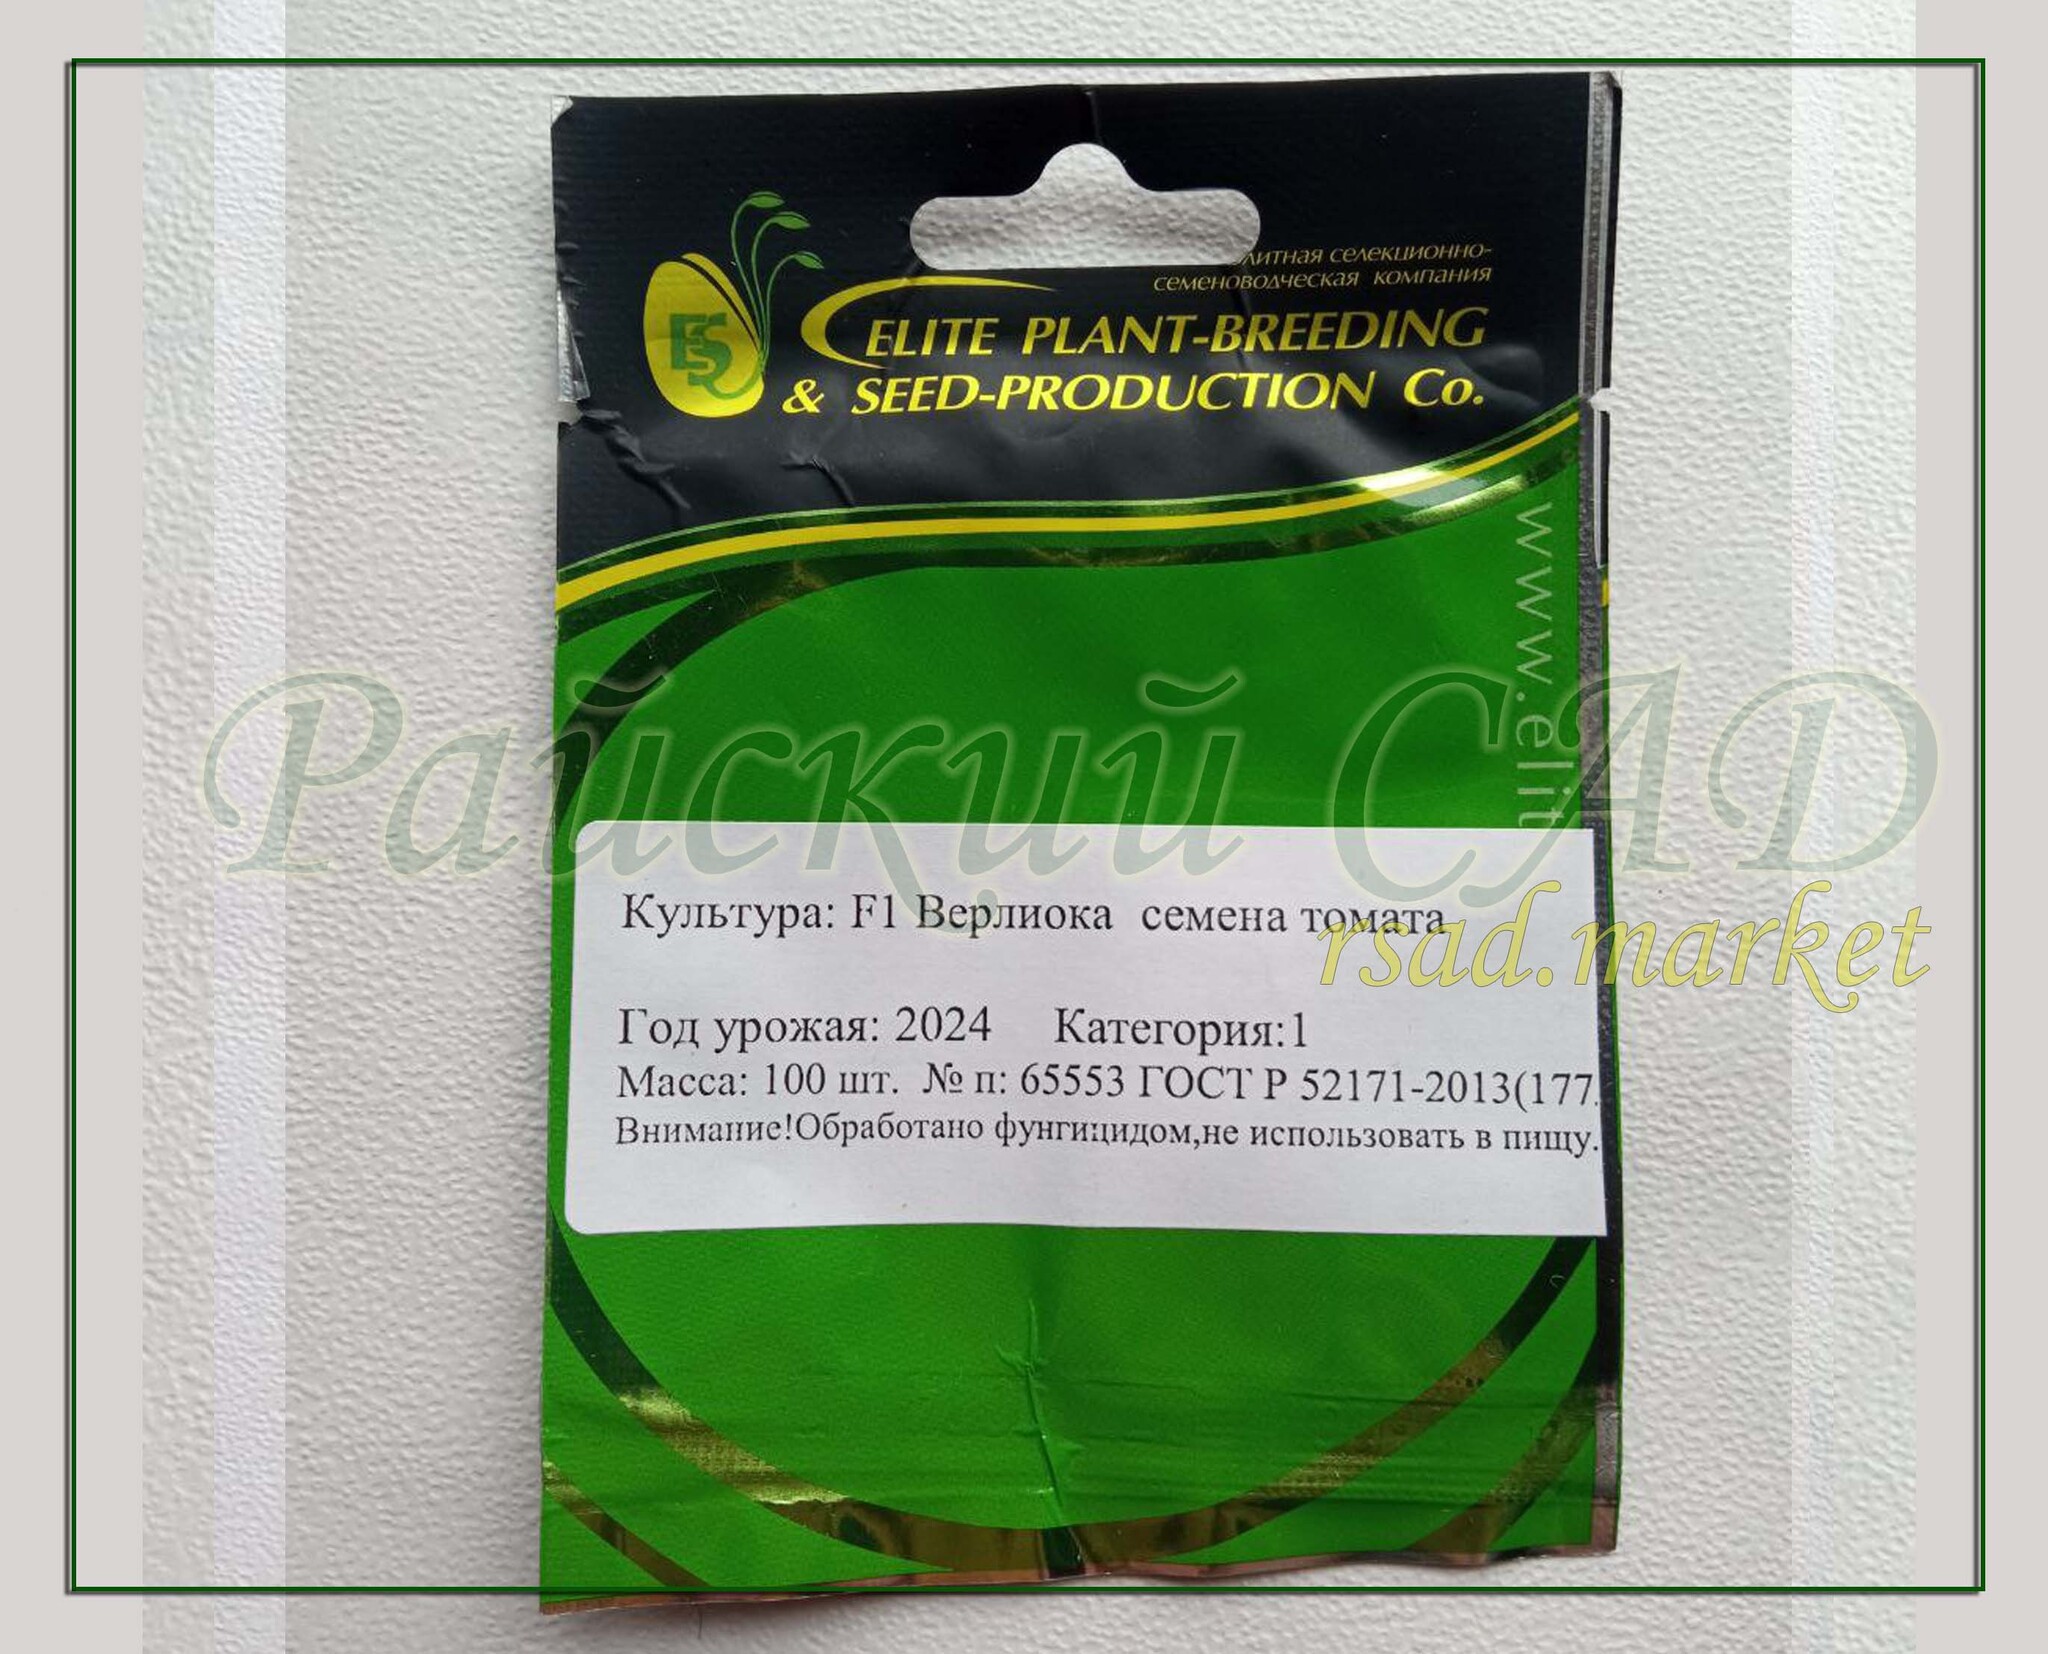 селекционно-
семеноводческая компания
ELITE PLANT-BREEDING
& SEED-PRODUCTION Co.
ES
www.elit
Райский САД
rsad.market
Культура: F1 Верлиока семена томата
Год урожая: 2024 Категория:1
Масса: 100 шт. № п: 65553 ГОСТ Р 52171-2013(177.
Внимание!Обработано фунгицидом,не использовать в пищу.